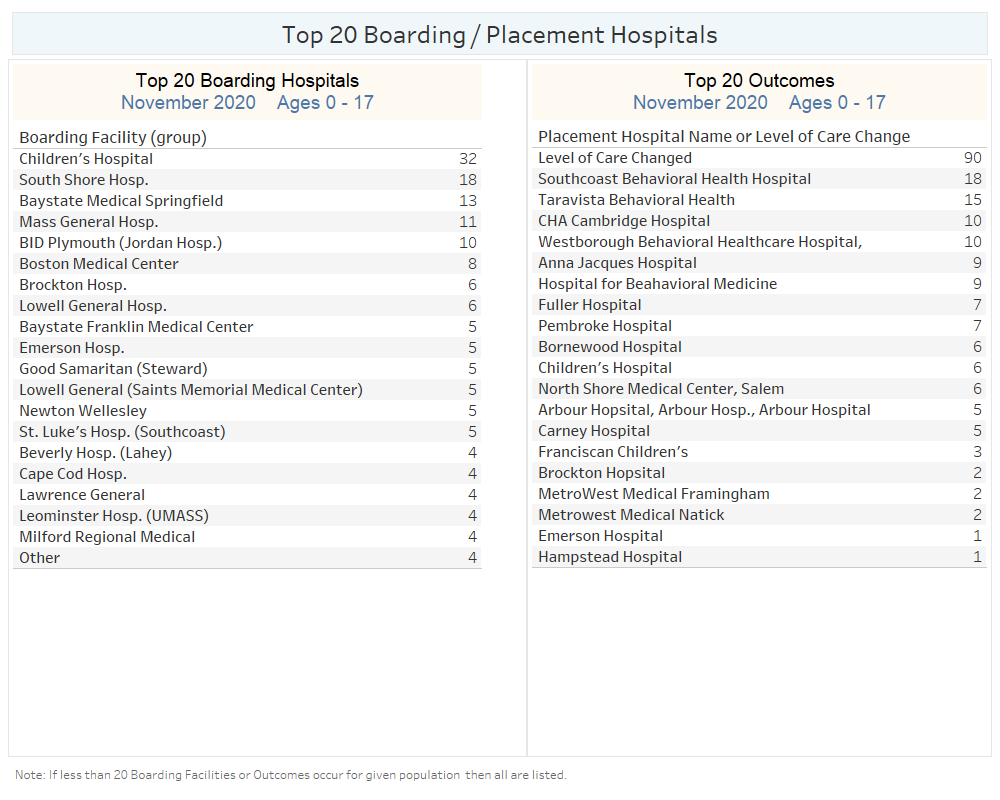 Top 20 Boarding / Placement Hospitals
Top 20 Boarding Hospitals
November 2020 Ages 0 - 17
Boarding Facility (group)
Children's Hospital 32
South Shore Hosp. 18
Baystate Medical Springfield 13
Mass General Hosp. 11
BID Plymouth (Jordan Hosp.) 10
Boston Medical Center 8
Brockton Hosp. 6
Lowell General Hosp. 6
Baystate Franklin Medical Center 5
Emerson Hosp. 5
Good Samaritan (Steward) 5
Lowell General (Saints Memorial Medical Center) 5
Newton Wellesley 5
St. Luke's Hosp. (Southcoast) 5
Beverly Hosp. (Lahey) 4
Cape Cod Hosp. 4
Lawrence General 4
Leominster Hosp. (UMASS) 4
Milford Regional Medical 4
Other 4
Top 20 Outcomes
November 2020 Ages 0 - 17
Placement Hospital Name or Level of Care Change
Level of Care Changed 90
Southcoast Behavioral Health Hospital 18
Taravista Behavioral Health 15
CHA Cambridge Hospital 10
Westborough Behavioral Healthcare Hospital, 10
Anna Jacques Hospital 9
Hospital for Beahavioral Medicine 9
Fuller Hospital 7
Pembroke Hospital 7
Bornewood Hospital 6
Children's Hospital 6
North Shore Medical Center, Salem 6
Arbour Hopsital, Arbour Hosp., Arbour Hospital 5
Carney Hospital 5
Franciscan Children's 3
Brockton Hopsital 2
MetroWest Medical Framingham 2
Metrowest Medical Natick 2
Emerson Hospital 1
Hampstead Hospital 1
Note: If less than 20 Boarding Facilities or Outcomes occur for given population then all are listed.